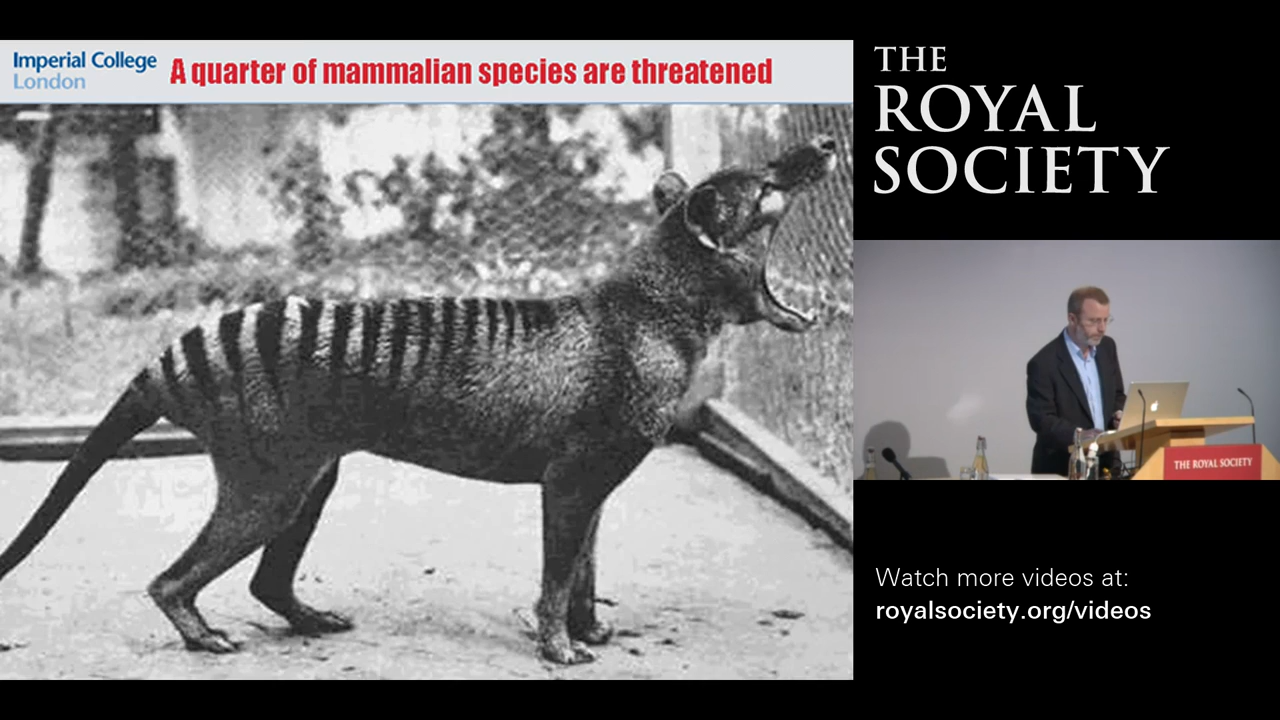 Imperial College
London
A quarter of mammalian species are threatened
THE
ROYAL
SOCIETY
THE ROYAL SOCIETY
Watch more videos at:
royalsociety.org/videos